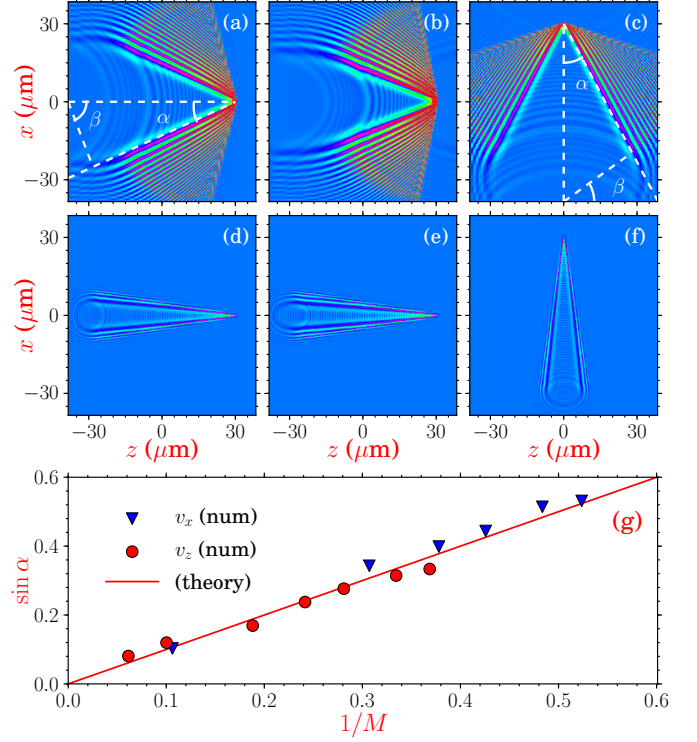 (a) (b) (c)
30
0
−30
x (μm)
β α
α
β
(d) (e) (f)
30
0
−30
x (μm)
−30 0 30 −30 0 30 −30 0 30
z (μm) z (μm) z (μm)
0.6
0.4
0.2
0.0
sin α
v_x (num)
v_z (num)
(theory)
(g)
0.0 0.1 0.2 0.3 0.4 0.5 0.6
1/M